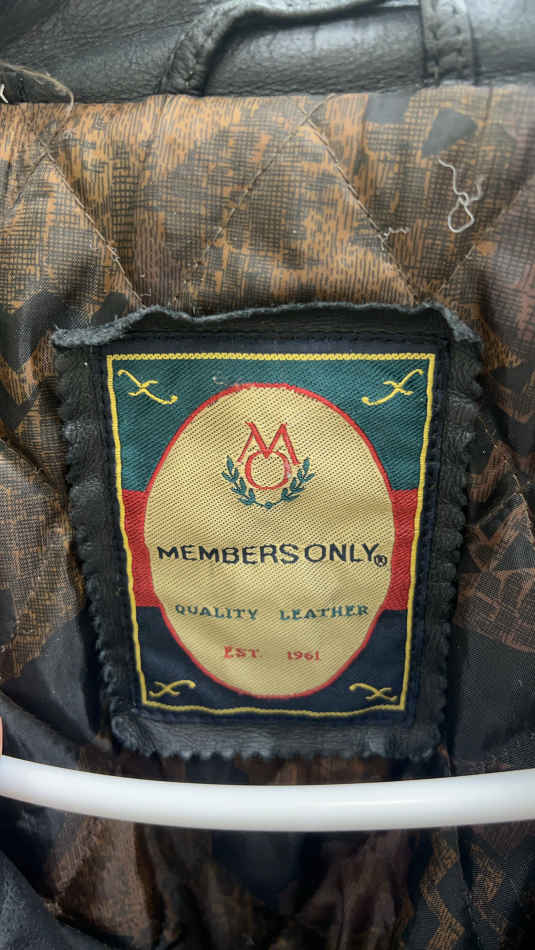 MO
MEMBERS ONLY®
QUALITY LEATHER
EST. 1961